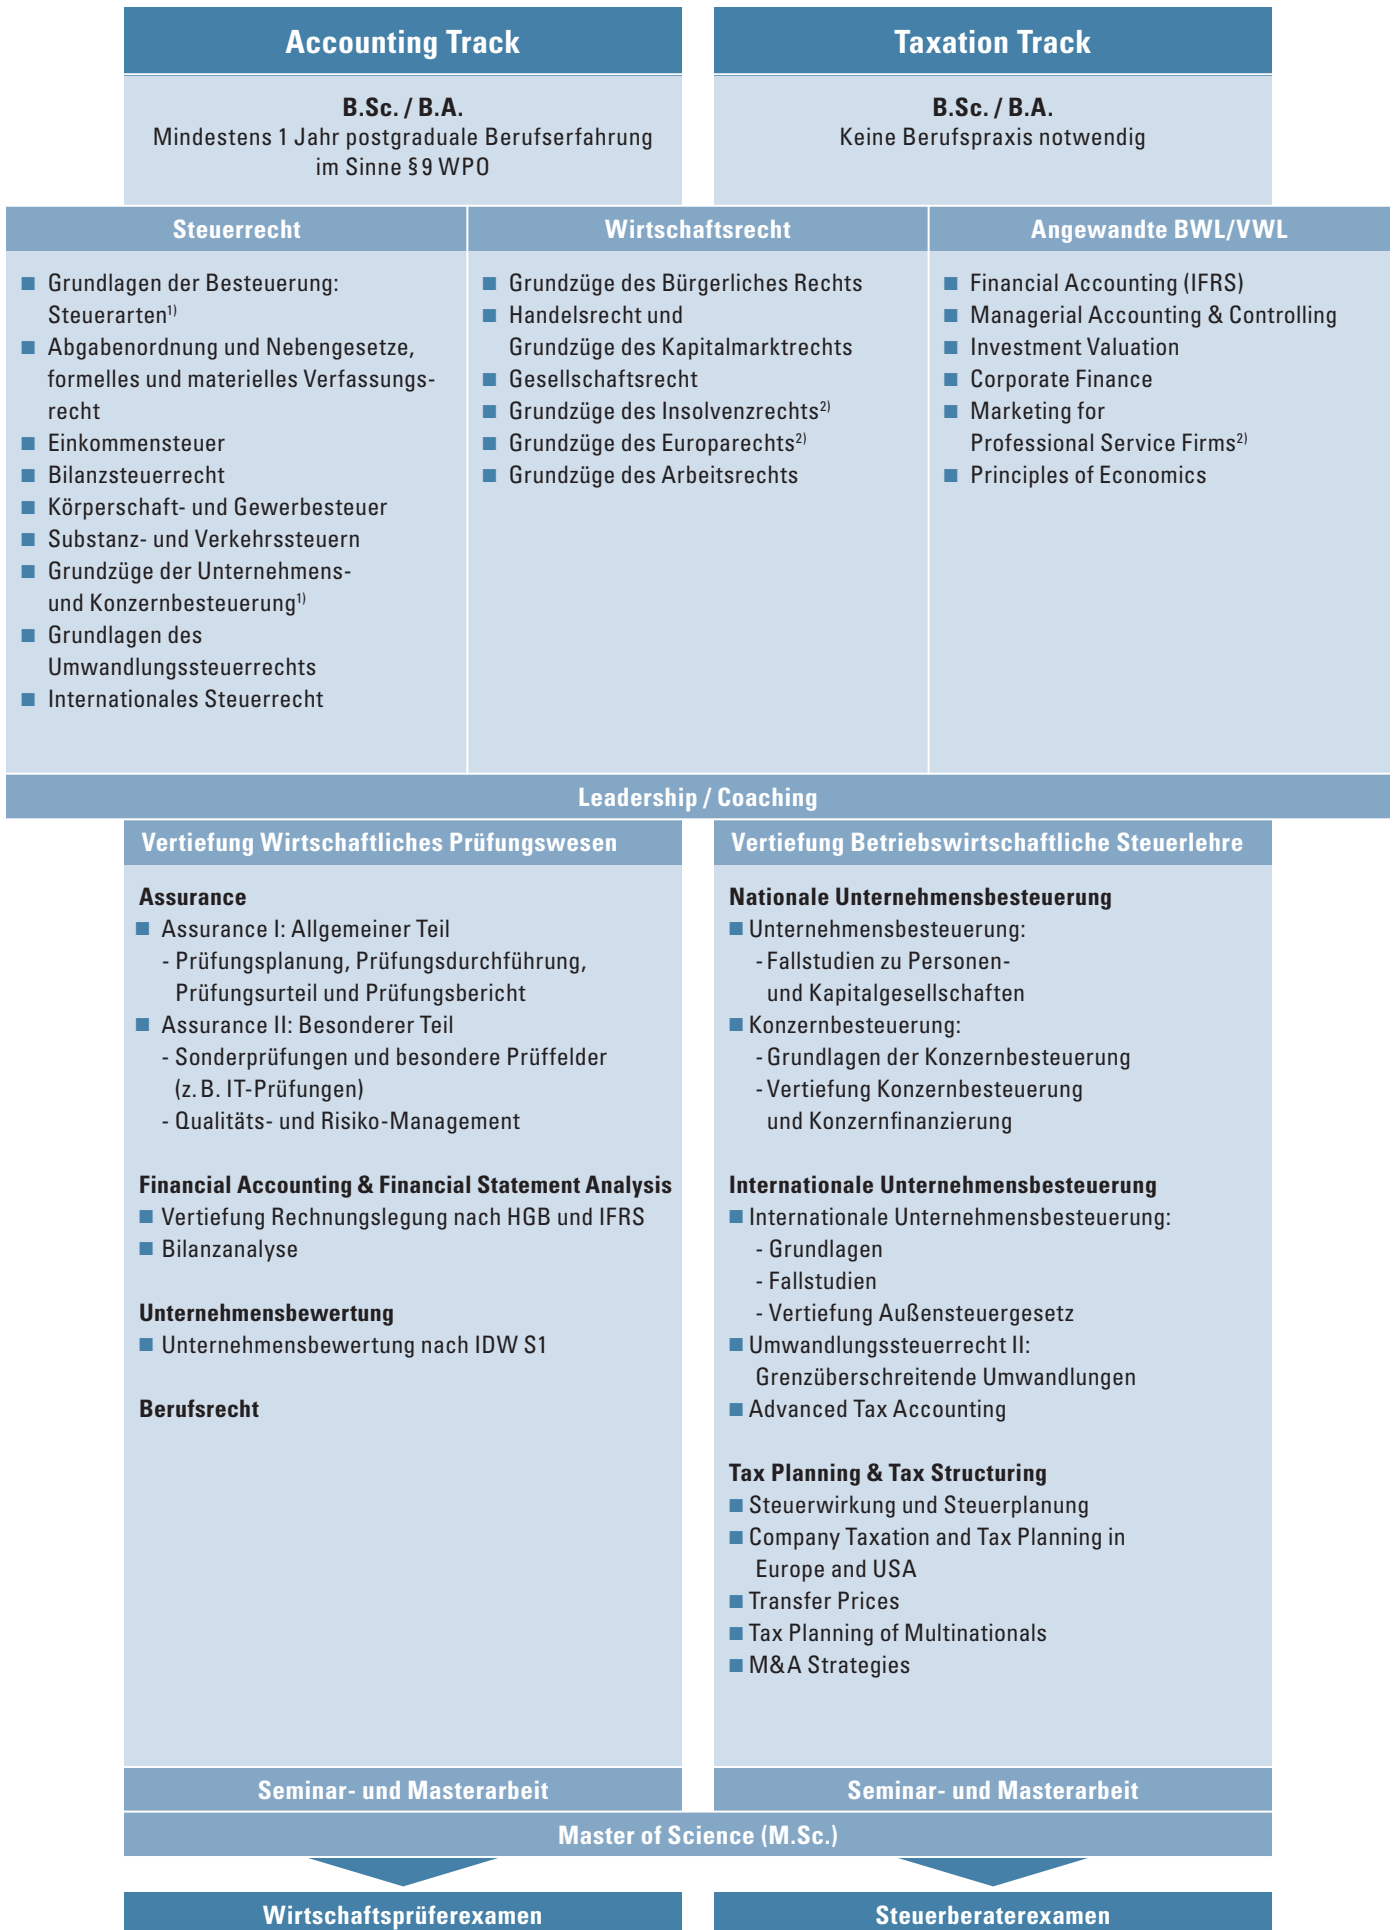 Accounting Track
B.Sc. / B.A.
Mindestens 1 Jahr postgraduale Berufserfahrung
im Sinne § 9 WPO
Taxation Track
B.Sc. / B.A.
Keine Berufspraxis notwendig
Steuerrecht
■ Grundlagen der Besteuerung:
Steuerarten¹⁾
■ Abgabenordnung und Nebengesetze,
formelles und materielles Verfassungs-
recht
■ Einkommensteuer
■ Bilanzsteuerrecht
■ Körperschaft- und Gewerbesteuer
■ Substanz- und Verkehrssteuern
■ Grundzüge der Unternehmens-
und Konzernbesteuerung¹⁾
■ Grundlagen des
Umwandlungssteuerrechts
■ Internationales Steuerrecht
Wirtschaftsrecht
■ Grundzüge des Bürgerliches Rechts
■ Handelsrecht und
Grundzüge des Kapitalmarktrechts
■ Gesellschaftsrecht
■ Grundzüge des Insolvenzrechts²⁾
■ Grundzüge des Europarechts²⁾
■ Grundzüge des Arbeitsrechts
Angewandte BWL/VWL
■ Financial Accounting (IFRS)
■ Managerial Accounting & Controlling
■ Investment Valuation
■ Corporate Finance
■ Marketing for
Professional Service Firms²⁾
■ Principles of Economics
Leadership / Coaching
Vertiefung Wirtschaftliches Prüfungswesen
Assurance
■ Assurance I: Allgemeiner Teil
- Prüfungsplanung, Prüfungsdurchführung,
Prüfungsurteil und Prüfungsbericht
■ Assurance II: Besonderer Teil
- Sonderprüfungen und besondere Prüffelder
(z. B. IT-Prüfungen)
- Qualitäts- und Risiko-Management
Financial Accounting & Financial Statement Analysis
■ Vertiefung Rechnungslegung nach HGB und IFRS
■ Bilanzanalyse
Unternehmensbewertung
■ Unternehmensbewertung nach IDW S1
Berufsrecht
Seminar- und Masterarbeit
Vertiefung Betriebswirtschaftliche Steuerlehre
Nationale Unternehmensbesteuerung
■ Unternehmensbesteuerung:
- Fallstudien zu Personen-
und Kapitalgesellschaften
■ Konzernbesteuerung:
- Grundlagen der Konzernbesteuerung
- Vertiefung Konzernbesteuerung
und Konzernfinanzierung
Internationale Unternehmensbesteuerung
■ Internationale Unternehmensbesteuerung:
- Grundlagen
- Fallstudien
- Vertiefung Außensteuergesetz
■ Umwandlungssteuerrecht II:
Grenzüberschreitende Umwandlungen
■ Advanced Tax Accounting
Tax Planning & Tax Structuring
■ Steuerwirkung und Steuerplanung
■ Company Taxation and Tax Planning in
Europe and USA
■ Transfer Prices
■ Tax Planning of Multinationals
■ M&A Strategies
Seminar- und Masterarbeit
Master of Science (M.Sc.)
Wirtschaftsprüferexamen
Steuerberaterexamen